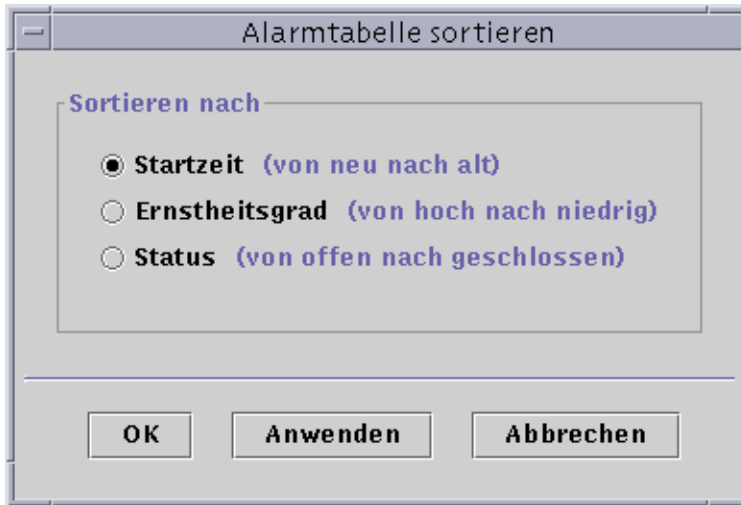 Alarmtabelle sortieren
Sortieren nach
Startzeit (von neu nach alt)
Ernstheitsgrad (von hoch nach niedrig)
Status (von offen nach geschlossen)
OK Anwenden Abbrechen